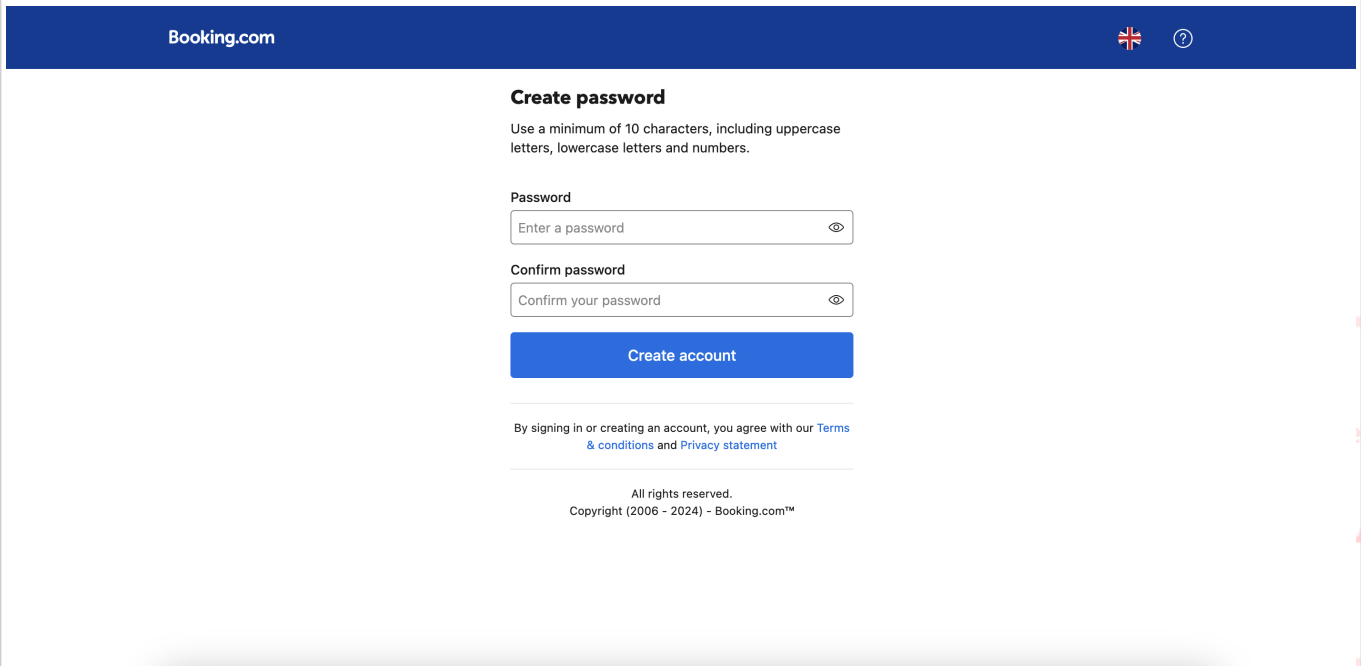 Booking.com
Create password
Use a minimum of 10 characters, including uppercase
letters, lowercase letters and numbers.
Password
Enter a password
Confirm password
Confirm your password
Create account
By signing in or creating an account, you agree with our Terms
& conditions and Privacy statement
All rights reserved.
Copyright (2006 - 2024) - Booking.com™